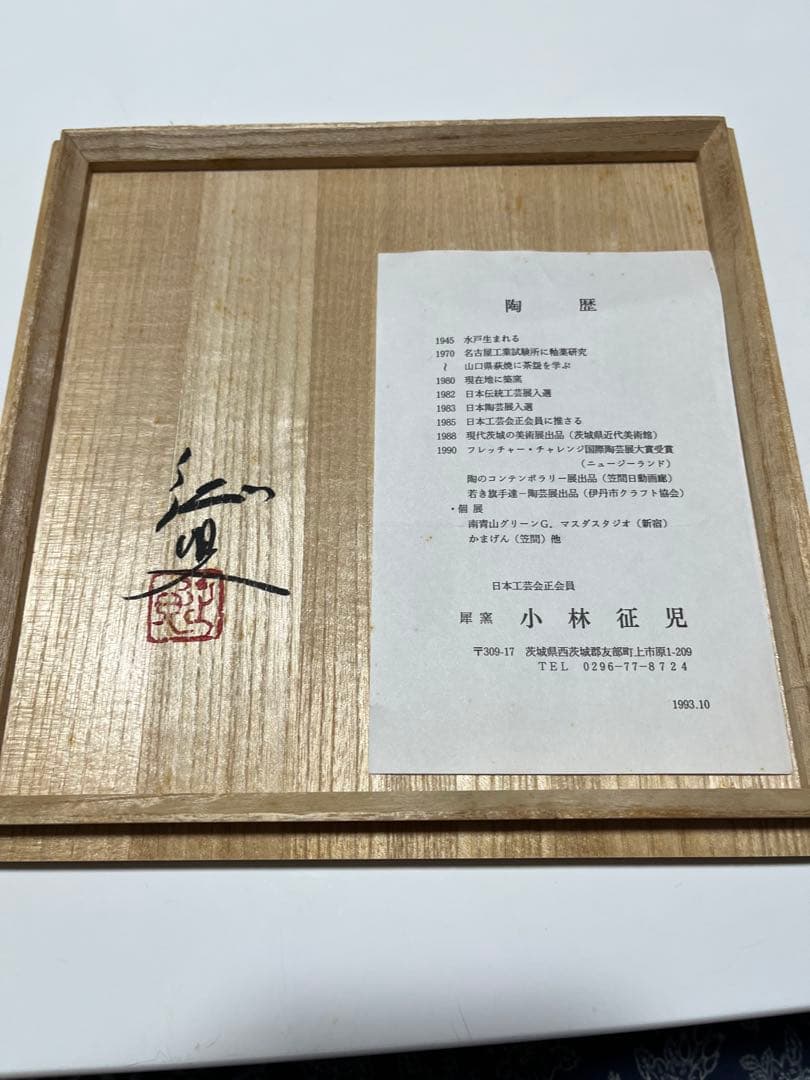 征児
陶 歴
1945 水戸生まれる
1970 名古屋工業試験所に釉薬研究
〜 山口県萩焼に茶盌を学ぶ
1980 現在地に築窯
1982 日本伝統工芸展入選
1983 日本陶芸展入選
1985 日本工芸会正会員に推さる
1988 現代茨城の美術展出品（茨城県近代美術館）
1990 フレッチャー・チャレンジ国際陶芸展大賞受賞
（ニュージーランド）
陶のコンテンポラリー展出品（笠間日動画廊）
若き旗手達－陶芸展出品（伊丹市クラフト協会）
・個 展
南青山グリーンG．マスダスタジオ（新宿）
かまげん（笠間）他
日本工芸会正会員
犀 窯 小 林 征 児
〒309-17 茨城県西茨城郡友部町上市原1-209
TEL 0296-77-8724
1993.10